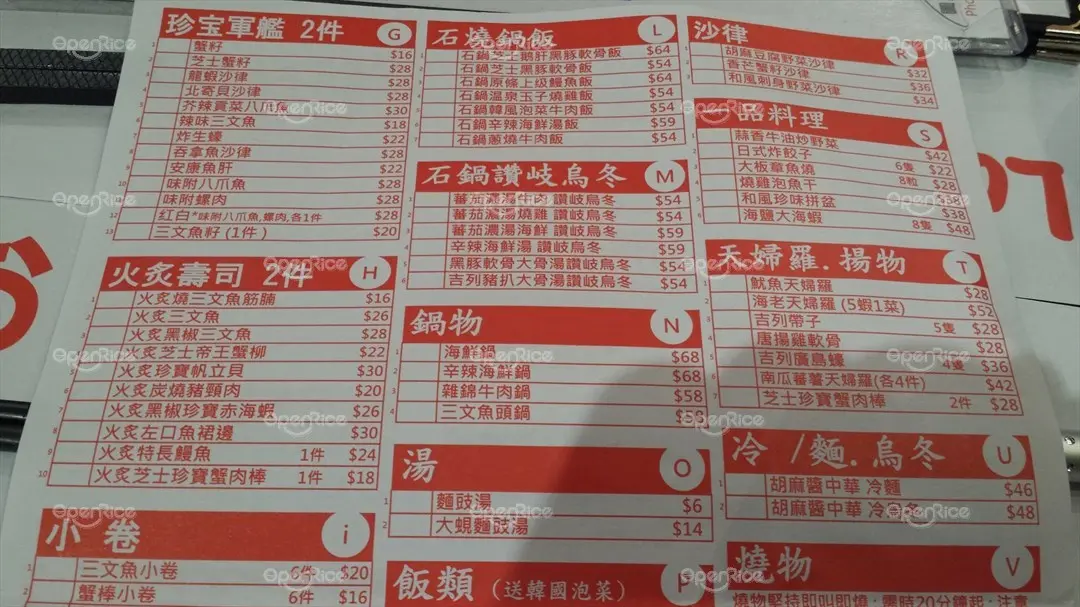 珍宝軍艦 2件 G
蟹籽 $16
芝士蟹籽 $28
龍蝦沙律 $28
北寄貝沙律 $28
芥辣貢菜八爪魚 $30
辣味三文魚 $18
炸生蠔 $22
吞拿魚沙律 $28
安康魚肝 $22
味附八爪魚 $28
味附螺肉 $28
紅白*味附八爪魚,螺肉,各1件 $28
三文魚籽 (1件) $20
火炙壽司 2件 H
火炙燒三文魚筋腩 $16
火炙三文魚 $26
火炙黑椒三文魚 $28
火炙芝士帝王蟹柳 $22
火炙珍寶帆立貝 $30
火炙炭燒豬頸肉 $20
火炙黑椒珍寶赤海蝦 $26
火炙左口魚裙邊 $30
火炙特長鰻魚 1件 $24
火炙芝士珍寶蟹肉棒 1件 $18
小卷 i
三文魚小卷 6件 $20
蟹棒小卷 6件 $16
石燒鍋飯 L
石鍋芝士鵝肝黑豚軟骨飯 $64
石鍋芝士黑豚軟骨飯 $54
石鍋原條上級鰻魚飯 $64
石鍋溫泉玉子燒雞飯 $54
石鍋韓風泡菜牛肉飯 $54
石鍋辛辣海鮮湯飯 $59
石鍋蔥燒牛肉飯 $54
石鍋讚岐烏冬 M
蕃茄濃湯牛肉 讚岐烏冬 $54
蕃茄濃湯燒雞 讚岐烏冬 $54
蕃茄濃湯海鮮 讚岐烏冬 $59
辛辣海鮮湯 讚岐烏冬 $59
黑豚軟骨大骨湯讚岐烏冬 $54
吉列豬扒大骨湯讚岐烏冬 $54
鍋物 N
海鮮鍋 $68
辛辣海鮮鍋 $68
雜錦牛肉鍋 $58
三文魚頭鍋 $58
湯 O
麵豉湯 $6
大蜆麵豉湯 $14
飯類 (送韓國泡菜) P
沙律 R
胡麻豆腐野菜沙律 $32
香芒蟹籽沙律 $36
和風刺身野菜沙律 $34
一品料理 S
蒜香牛油炒野菜 $42
日式炸餃子 6隻 $22
大板章魚燒 8粒 $28
燒雞泡魚干
和風珍味拼盆 $38
海鹽大海蝦 8隻 $48
天婦羅.揚物 T
魷魚天婦羅 $28
海老天婦羅 (5蝦1菜) $52
吉列帶子 5隻 $28
唐揚雞軟骨 $28
吉列廣島蠔 4隻 $36
南瓜蕃薯天婦羅(各4件) $42
芝士珍寶蟹肉棒 2件 $28
冷 /麵.烏冬 U
胡麻醬中華 冷麵 $46
胡麻醬中華 冷 $48
燒物 V
燒物堅持即叫即燒,需時20分鐘起,注意
OpenRice